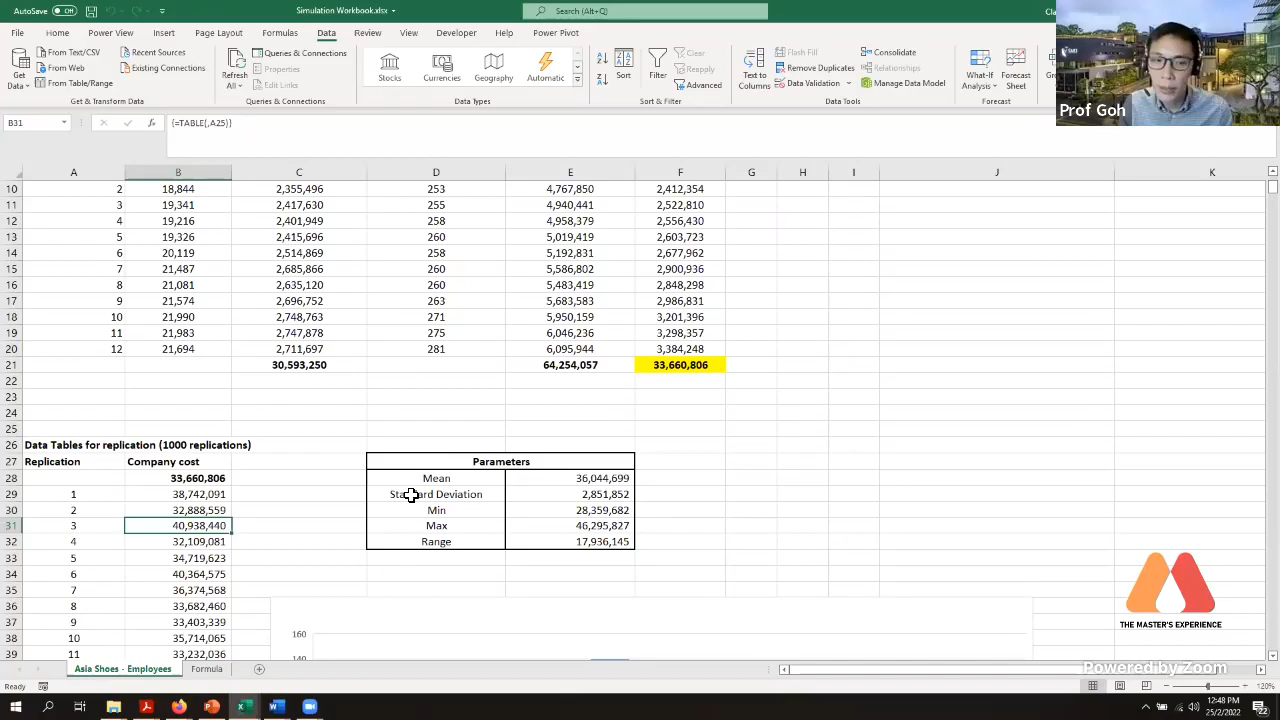 AutoSave Off Simulation Workbook.xlsx Search (Alt+Q) Cla
File Home Power View Insert Page Layout Formulas Data Review View Developer Help Power Pivot
Get Data
From Text/CSV
From Web
From Table/Range
Recent Sources
Existing Connections
Get & Transform Data
Refresh All
Queries & Connections
Properties
Edit Links
Queries & Connections
Stocks Currencies Geography Automatic
Data Types
Sort Filter
Clear
Reapply
Advanced
Sort & Filter
Text to Columns
Flash Fill
Remove Duplicates
Data Validation
Consolidate
Relationships
Manage Data Model
Data Tools
What-If Analysis
Forecast Sheet
Forecast
Prof Goh
B31 fx {=TABLE(,A25)}
A B C D E F G H I J K
10 2 18,844 2,355,496 253 4,767,850 2,412,354
11 3 19,341 2,417,630 255 4,940,441 2,522,810
12 4 19,216 2,401,949 258 4,958,379 2,556,430
13 5 19,326 2,415,696 260 5,019,419 2,603,723
14 6 20,119 2,514,869 258 5,192,831 2,677,962
15 7 21,487 2,685,866 260 5,586,802 2,900,936
16 8 21,081 2,635,120 260 5,483,419 2,848,298
17 9 21,574 2,696,752 263 5,683,583 2,986,831
18 10 21,990 2,748,763 271 5,950,159 3,201,396
19 11 21,983 2,747,878 275 6,046,236 3,298,357
20 12 21,694 2,711,697 281 6,095,944 3,384,248
21 30,593,250 64,254,057 33,660,806
22
23
24
25
26 Data Tables for replication (1000 replications)
27 Replication Company cost Parameters
28 33,660,806 Mean 36,044,699
29 1 38,742,091 Standard Deviation 2,851,852
30 2 32,888,559 Min 28,359,682
31 3 40,938,440 Max 46,295,827
32 4 32,109,081 Range 17,936,145
33 5 34,719,623
34 6 40,364,575
35 7 36,374,568
36 8 33,682,460
37 9 33,403,339
38 10 35,714,065 160
39 11 33,232,036 140
THE MASTER'S EXPERIENCE
Asia Shoes - Employees Formula
Powered by Zoom
Ready 120%
12:48 PM
25/2/2022
22